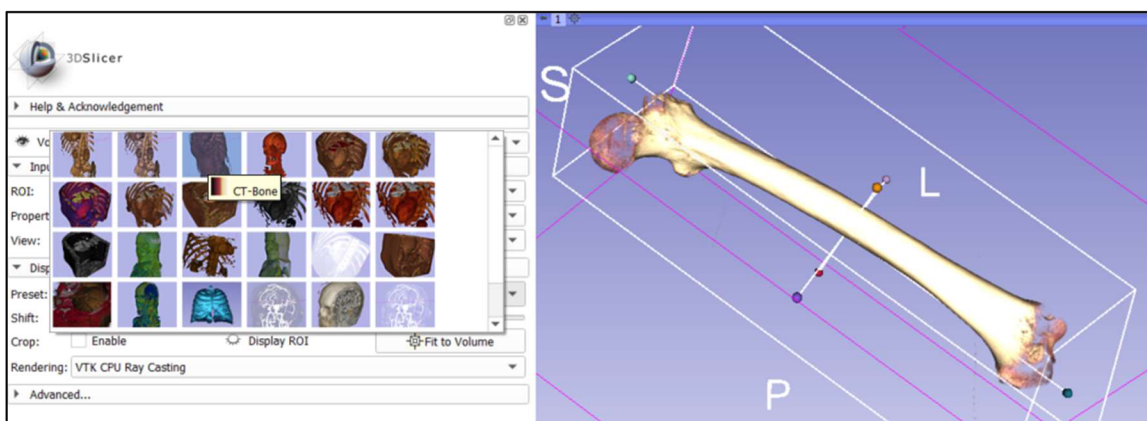 3DSlicer
Help & Acknowledgement
Vo
Inpu
ROI:
Propert
View:
Disp
Preset:
Shift:
CT-Bone
Crop: Enable Display ROI Fit to Volume
Rendering: VTK CPU Ray Casting
Advanced...
1
S
L
P